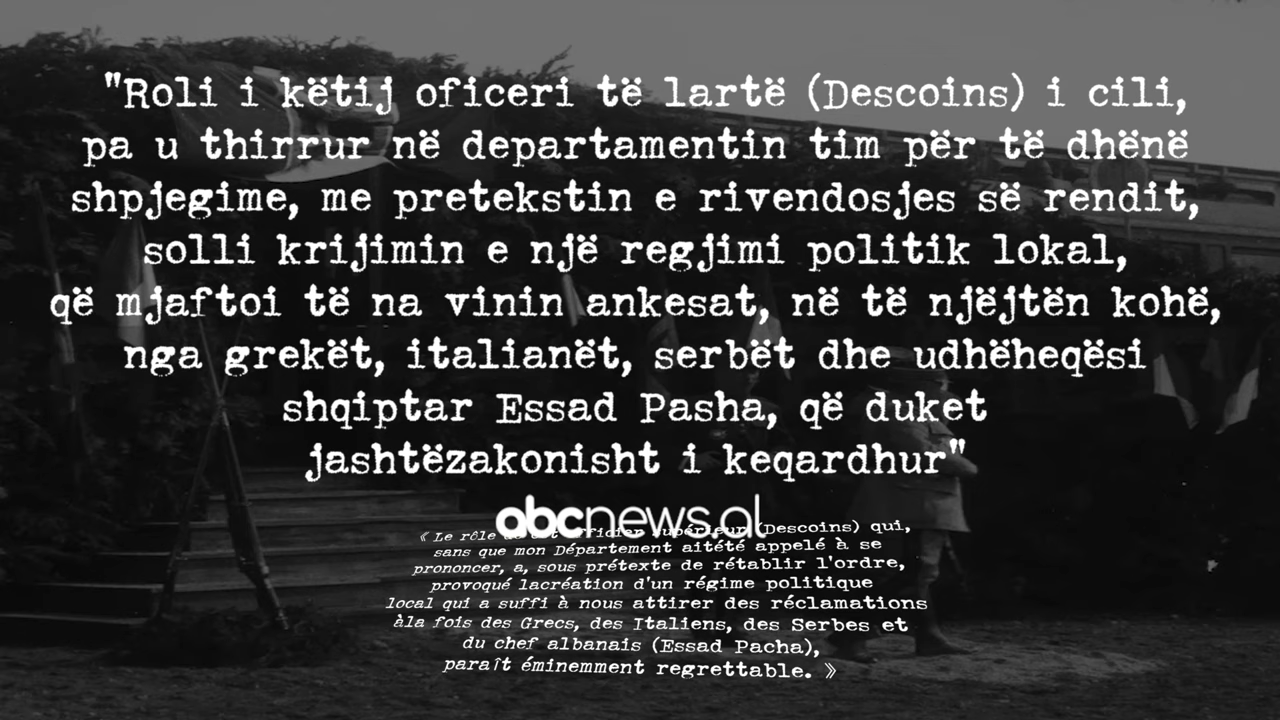 "Roli i këtij oficeri të lartë (Descoins) i cili,
pa u thirrur në departamentin tim për të dhënë
shpjegime, me pretekstin e rivendosjes së rendit,
solli krijimin e një regjimi politik lokal,
që mjaftoi të na vinin ankesat, në të njëjtën kohë,
nga grekët, italianët, serbët dhe udhëheqësi
shqiptar Essad Pasha, që duket
jashtëzakonisht i keqardhur"
abcnews.al
《 Le rôle officier supérieur (Descoins) qui,
sans que mon Département aitété appelé à se
prononcer, a, sous prétexte de rétablir l'ordre,
provoqué lacréation d'un régime politique
local qui a suffi à nous attirer des réclamations
àla fois des Grecs, des Italiens, des Serbes et
du chef albanais (Essad Pacha),
paraît éminemment regrettable. 》